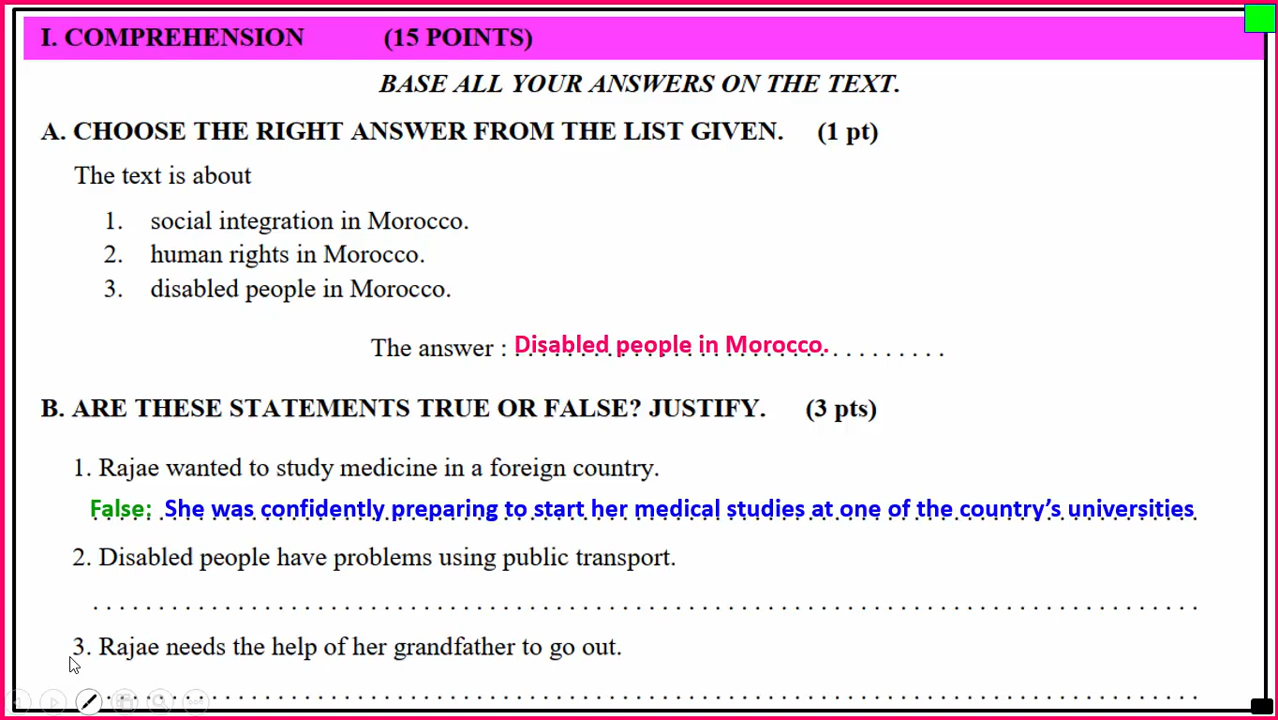 I. COMPREHENSION (15 POINTS)
BASE ALL YOUR ANSWERS ON THE TEXT.
A. CHOOSE THE RIGHT ANSWER FROM THE LIST GIVEN. (1 pt)
The text is about
1. social integration in Morocco.
2. human rights in Morocco.
3. disabled people in Morocco.
The answer : Disabled people in Morocco. . . . . . . . . .
B. ARE THESE STATEMENTS TRUE OR FALSE? JUSTIFY. (3 pts)
1. Rajae wanted to study medicine in a foreign country.
False: She was confidently preparing to start her medical studies at one of the country's universities
2. Disabled people have problems using public transport.
3. Rajae needs the help of her grandfather to go out.